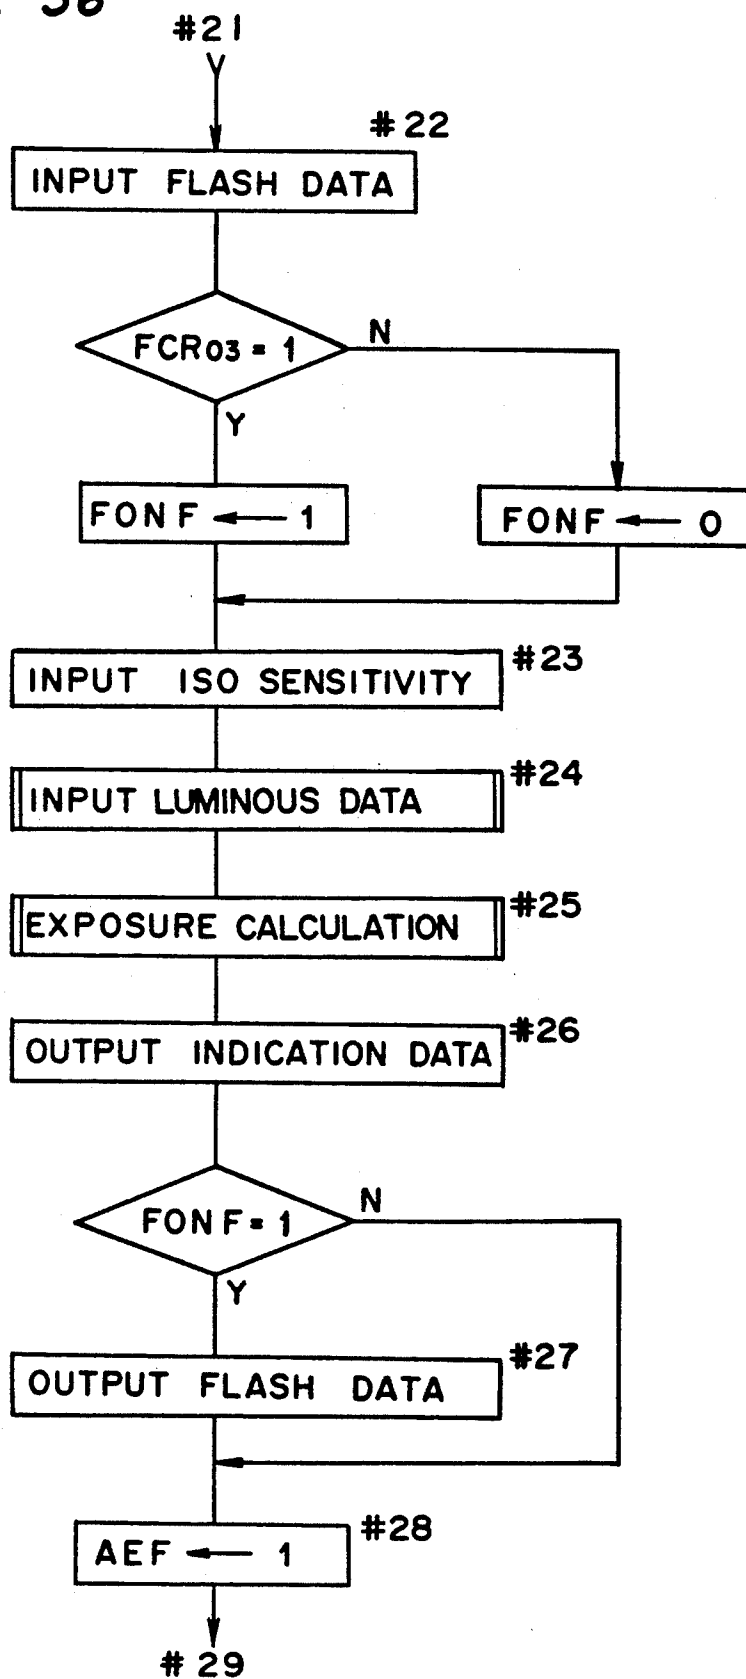 36
#21
#22
INPUT FLASH DATA
FCR03 = 1
N
Y
FONF ← 1
FONF ← 0
#23
INPUT ISO SENSITIVITY
#24
INPUT LUMINOUS DATA
#25
EXPOSURE CALCULATION
#26
OUTPUT INDICATION DATA
FONF = 1
N
Y
#27
OUTPUT FLASH DATA
#28
AEF ← 1
#29